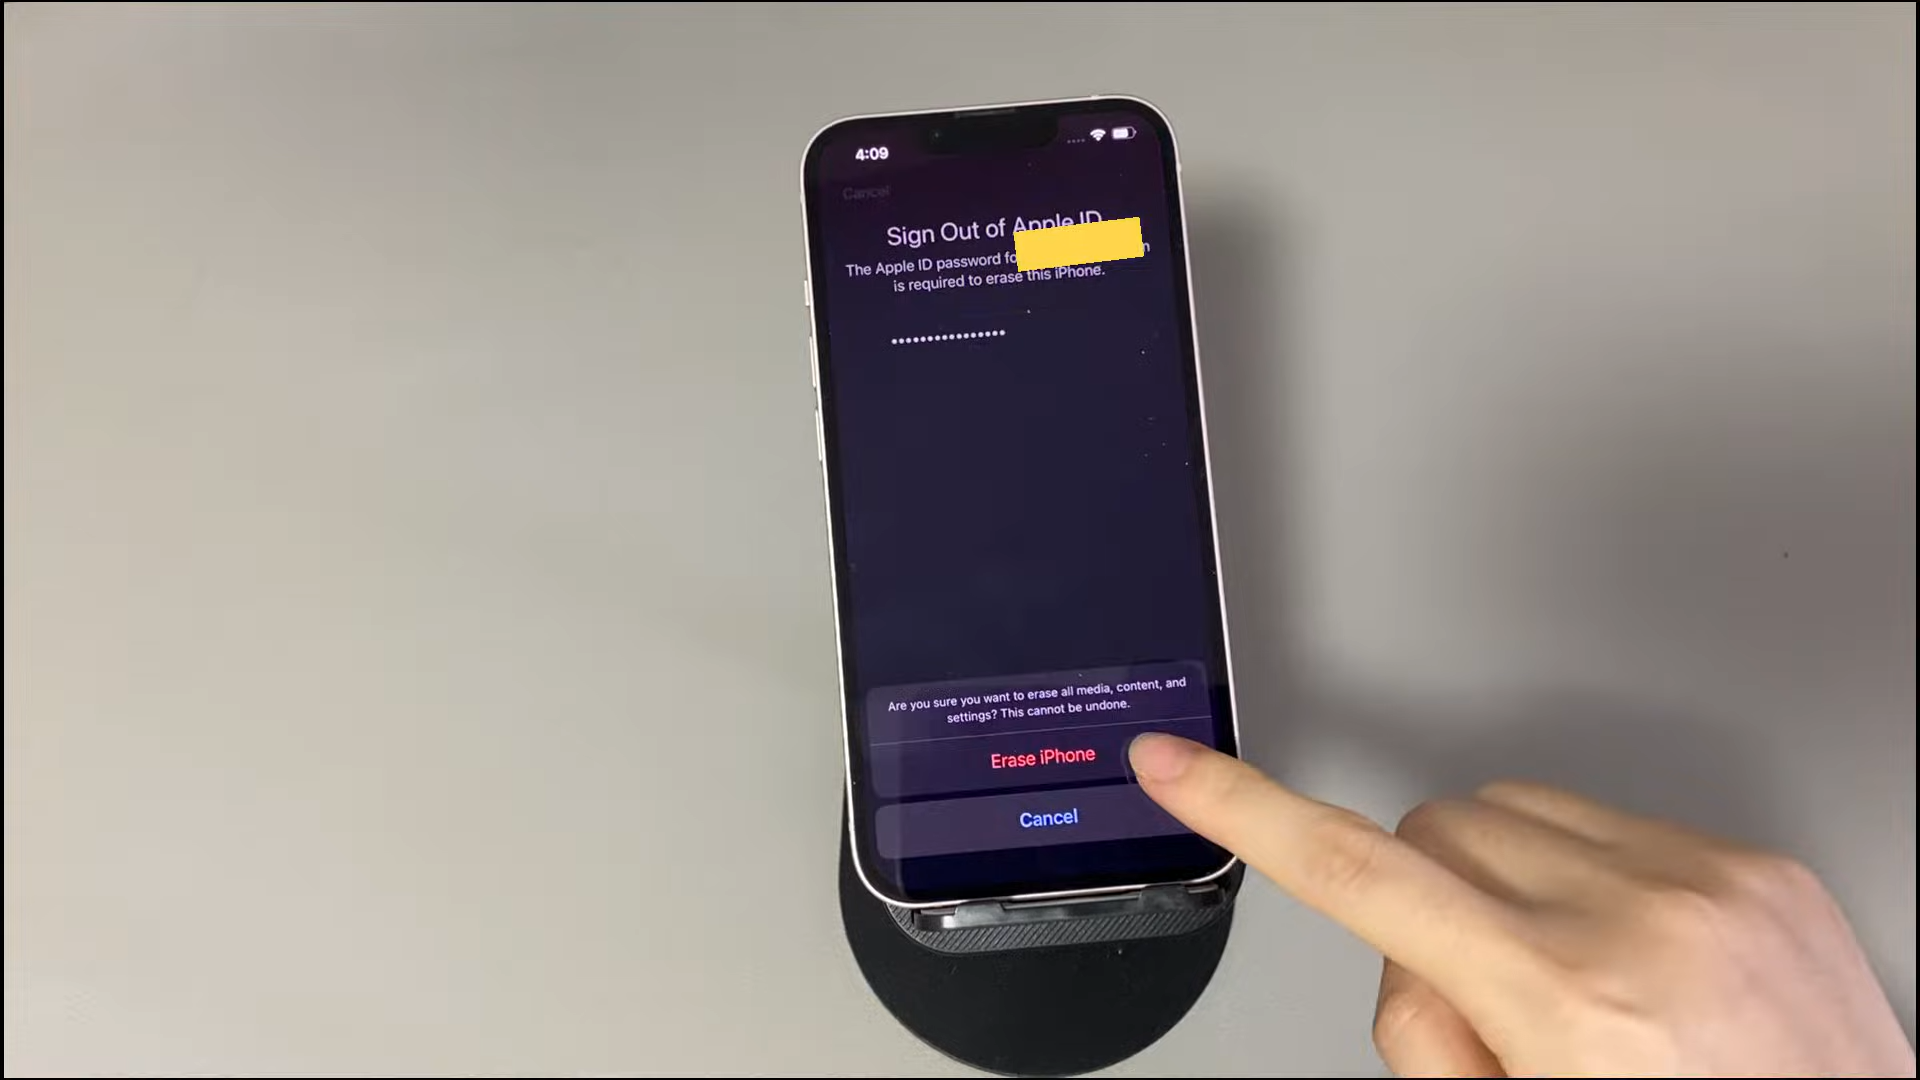 4:09
Cancel
Sign Out of Apple ID
The Apple ID password
is required to erase this iPhone.
Are you sure you want to erase all media, content, and
settings? This cannot be undone.
Erase iPhone
Cancel